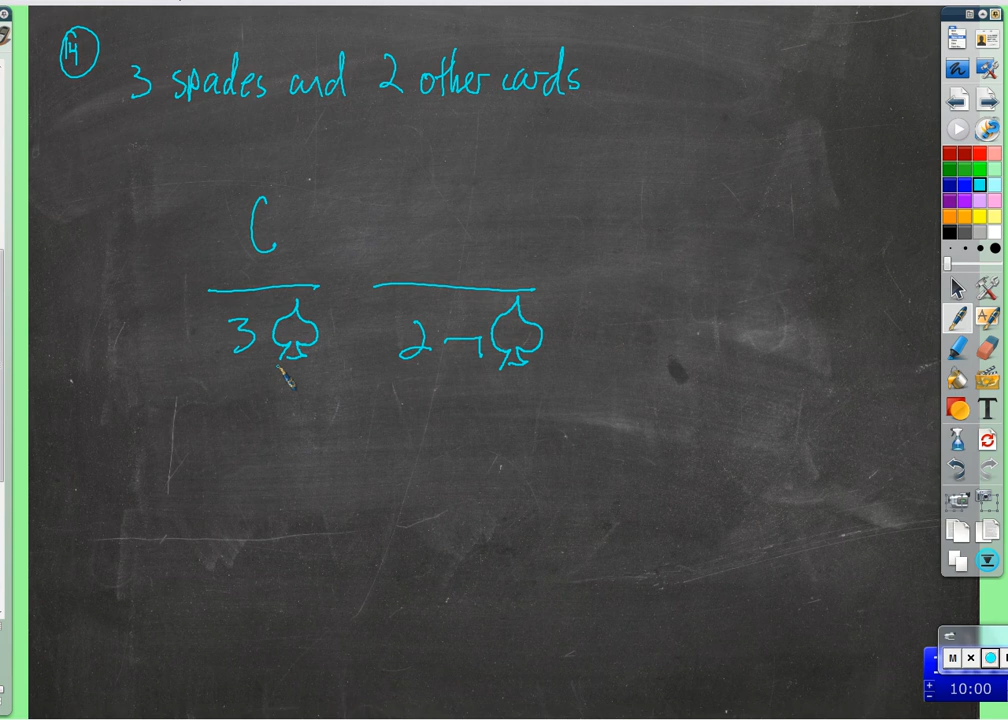 14
3 spades and 2 other cards
C
3 ♠ 2 ¬ ♠
M
10:00